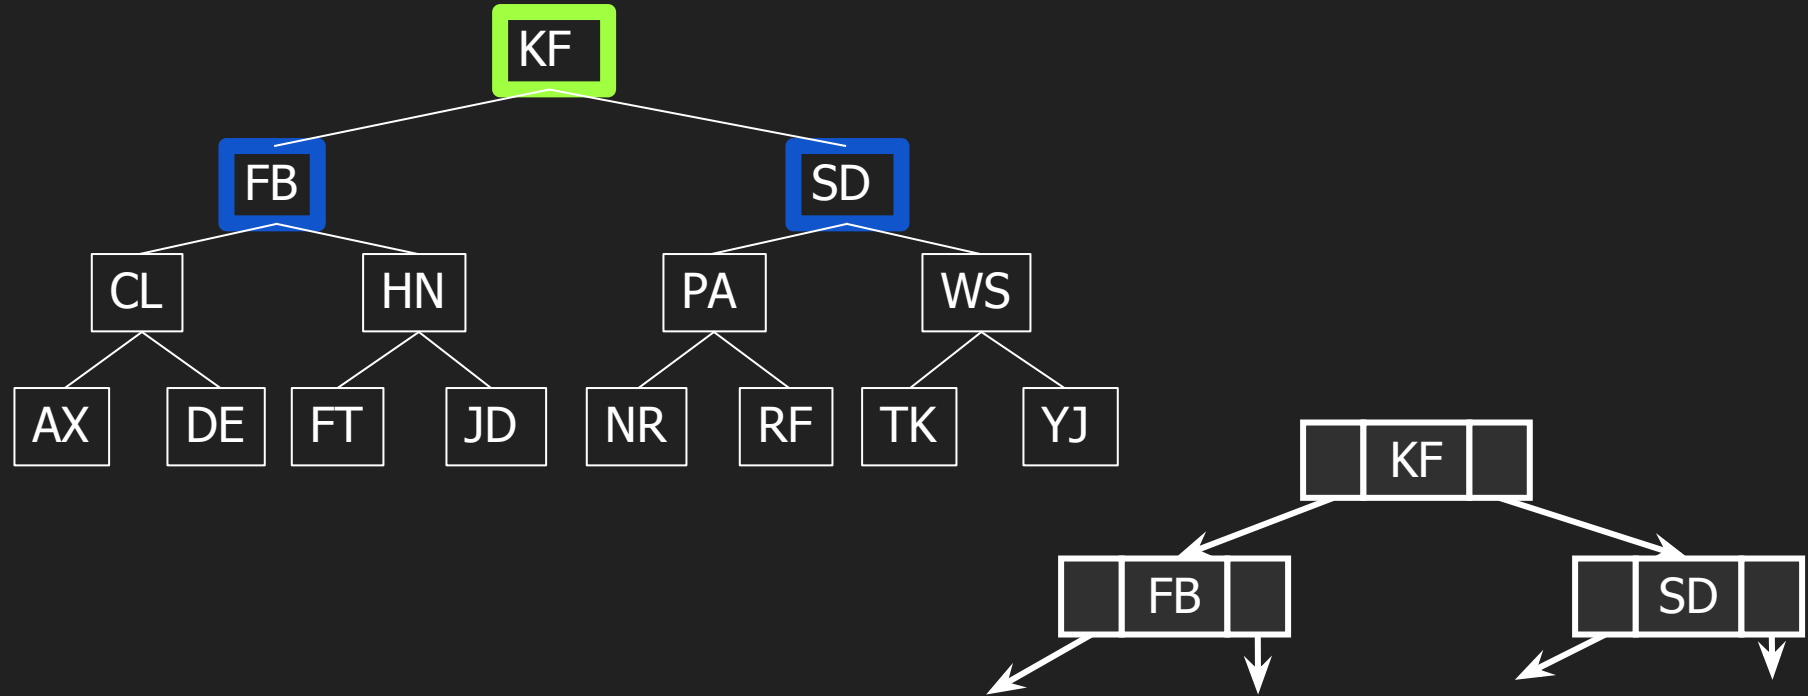 KF
FB
SD
CL
HN
PA
WS
AX
DE
FT
JD
NR
RF
TK
YJ
KF
FB
SD